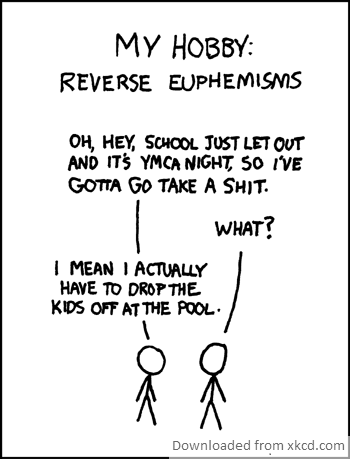 MY HOBBY:
REVERSE EUPHEMISMS
OH, HEY, SCHOOL JUST LET OUT
AND IT'S YMCA NIGHT, SO I'VE
GOTTA GO TAKE A SHIT.
WHAT?
I MEAN I ACTUALLY
HAVE TO DROP THE
KIDS OFF AT THE POOL.
Downloaded from xkcd.com